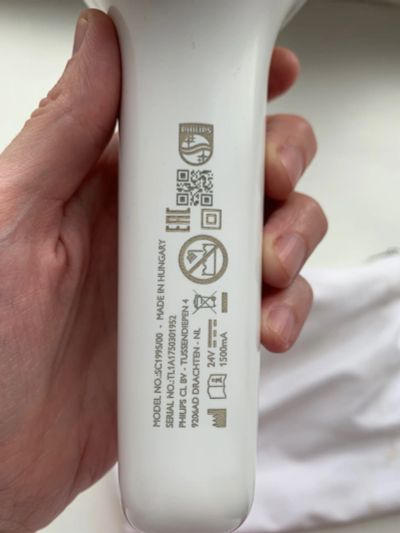 PHILIPS
EAC
MODEL NO.:SC1995/00 - MADE IN HUNGARY
SERIAL NO.:TL1A1750301952
PHILIPS CL BV - TUSSENDIEPEN 4
9206AD DRACHTEN - NL
24V
1500mA